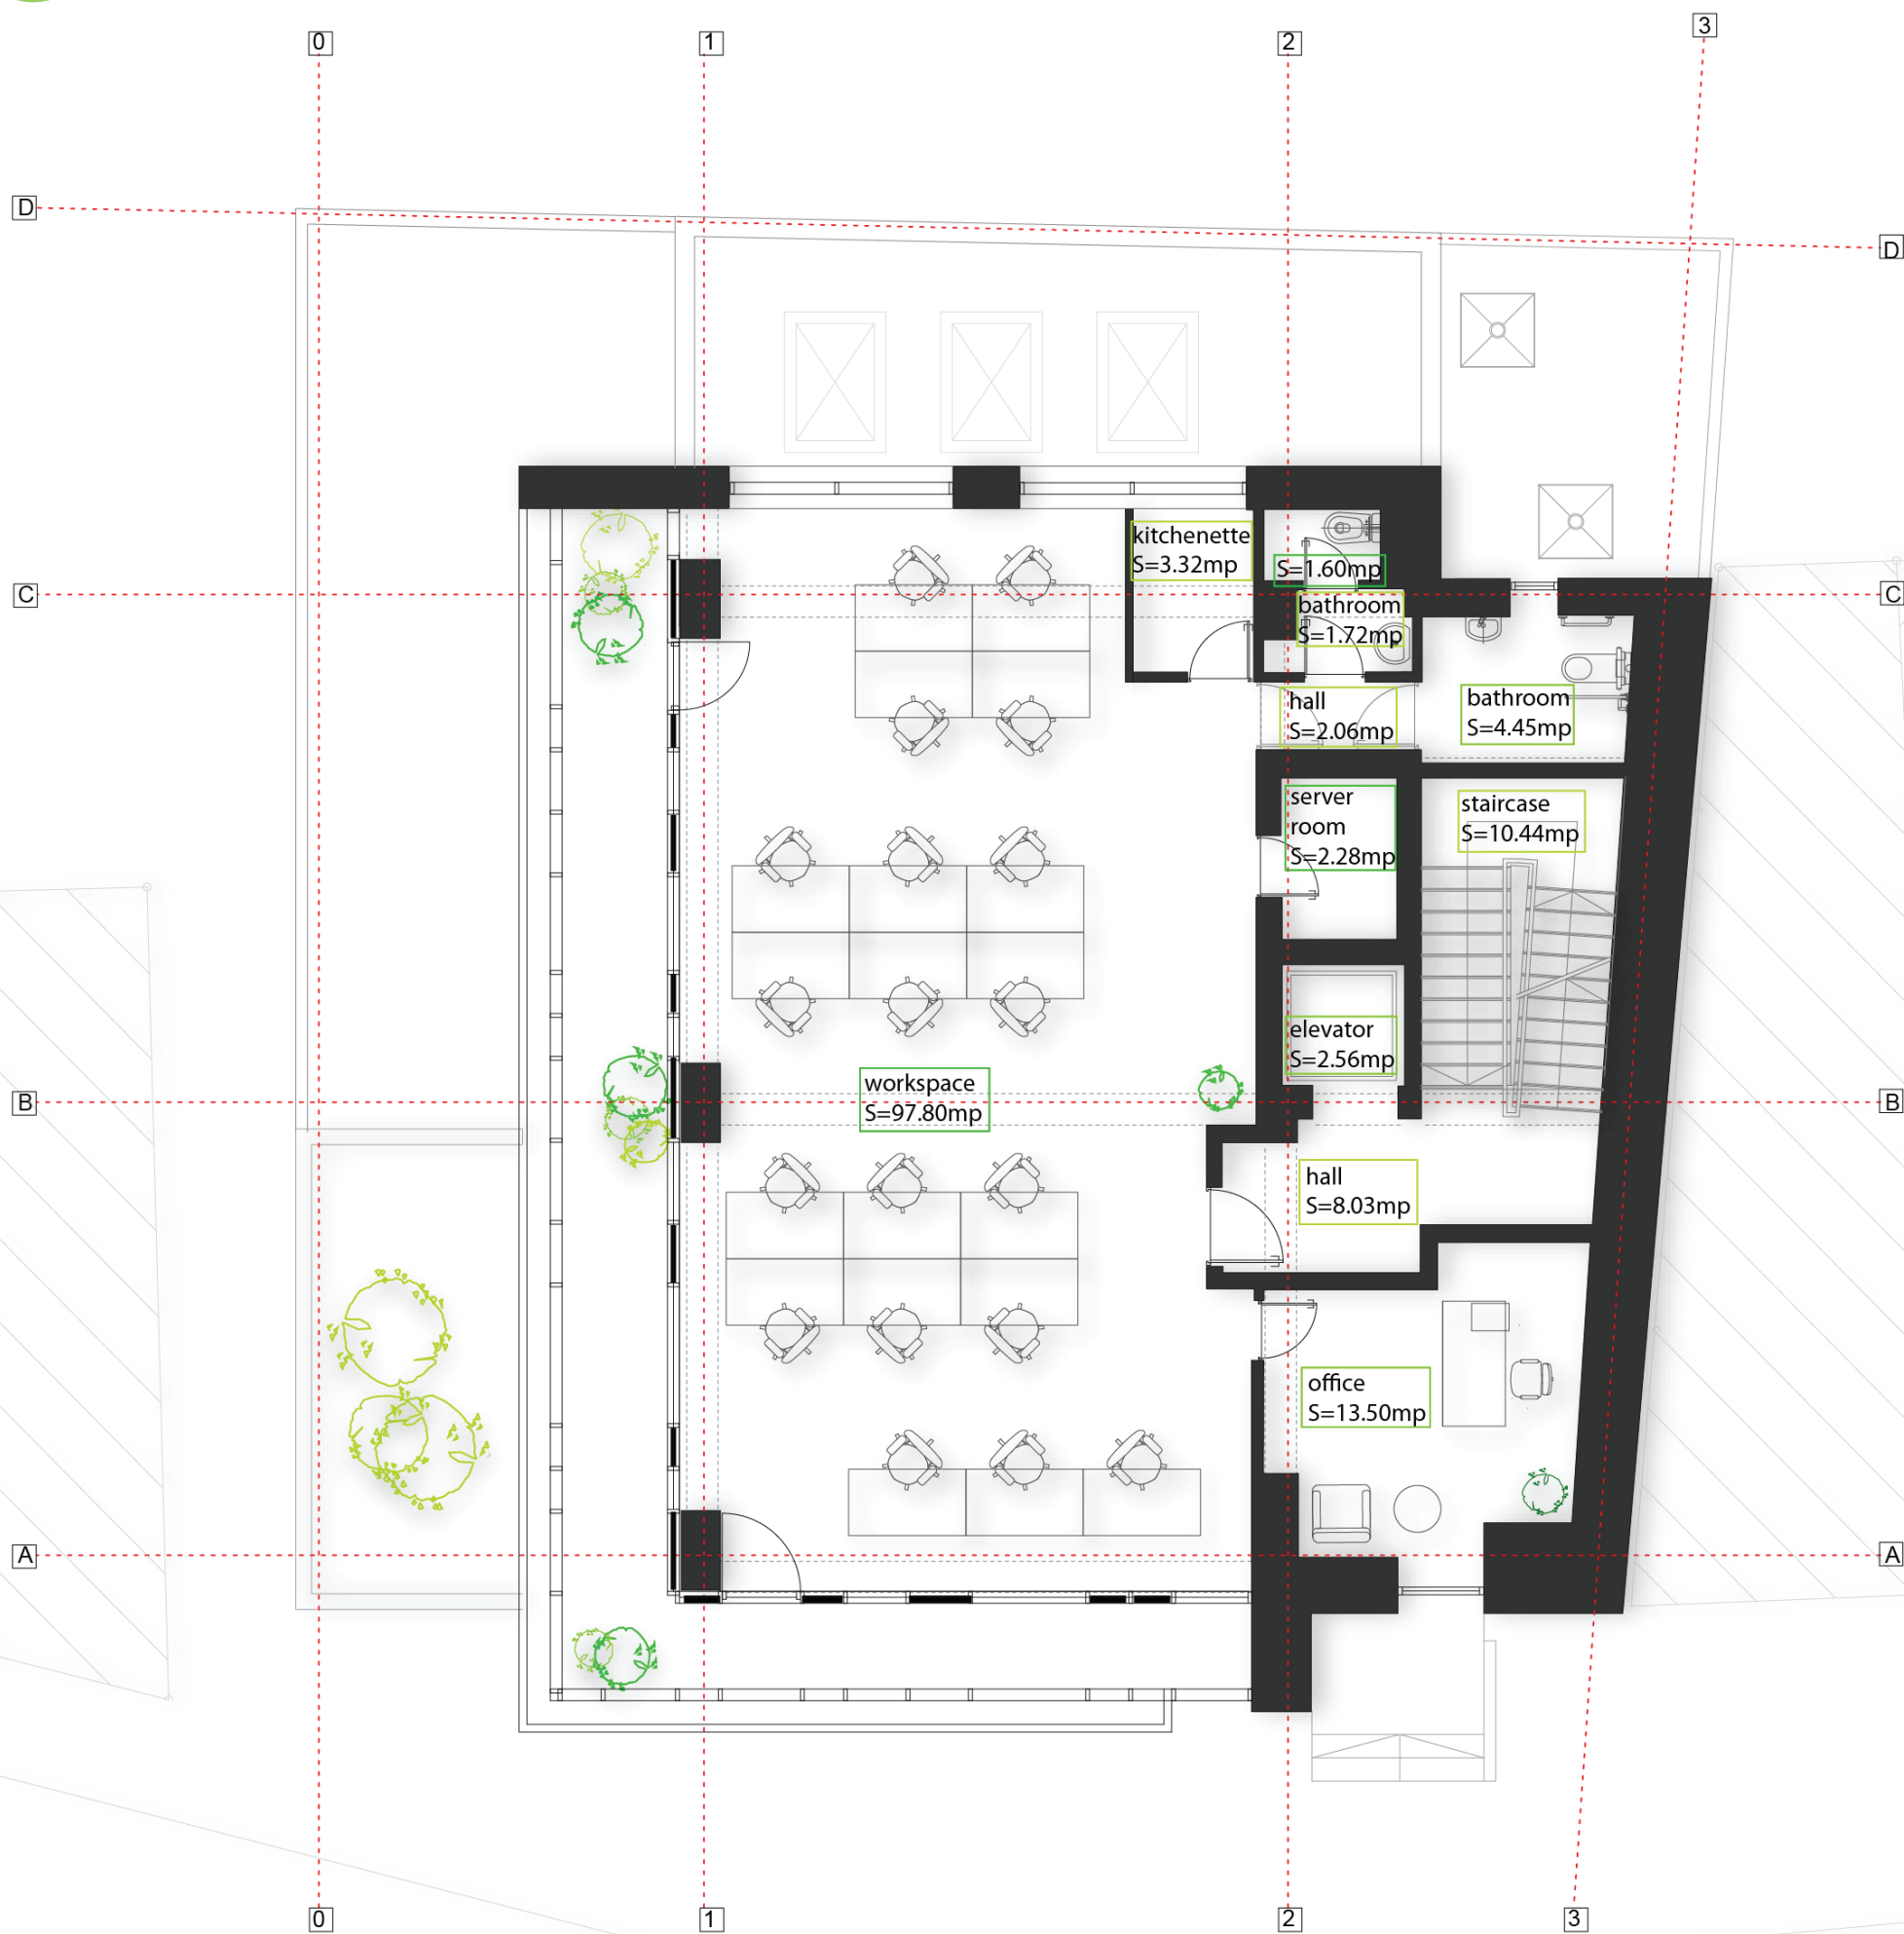 0
1
2
3
D
D
kitchenette
S=3.32mp
S=1.60mp
C
C
bathroom
S=1.72mp
hall
S=2.06mp
bathroom
S=4.45mp
server
room
S=2.28mp
staircase
S=10.44mp
elevator
S=2.56mp
workspace
S=97.80mp
B
B
hall
S=8.03mp
office
S=13.50mp
A
A
0
1
2
3